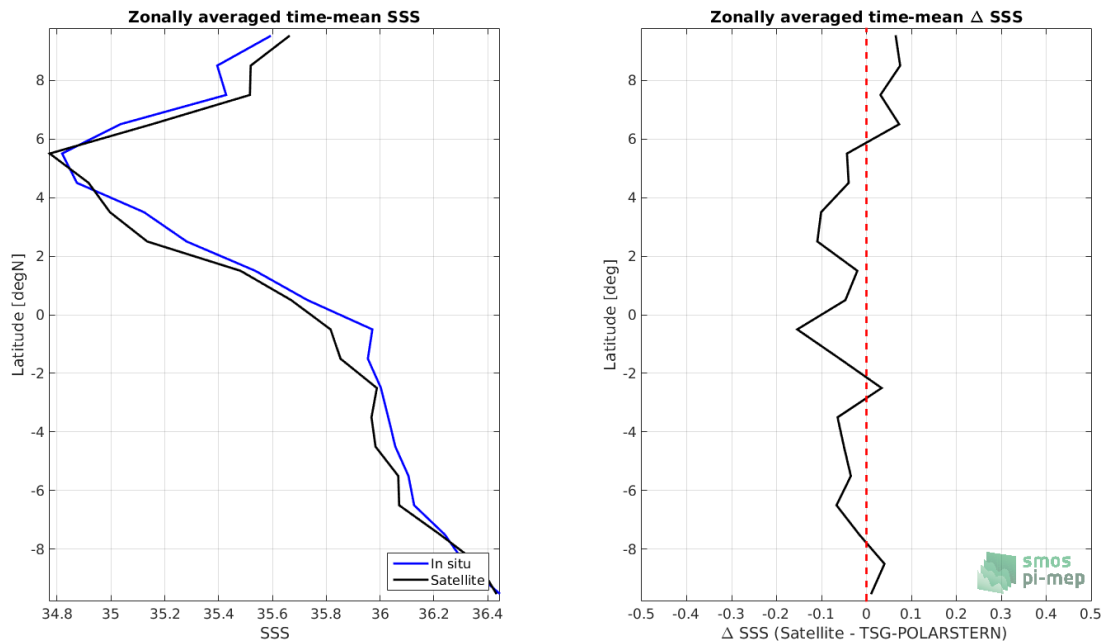 Zonally averaged time-mean SSS
Latitude [degN]
8
6
4
2
0
-2
-4
-6
-8
34.8 35 35.2 35.4 35.6 35.8 36 36.2 36.4
SSS
In situ
Satellite
Zonally averaged time-mean Δ SSS
Latitude [deg]
8
6
4
2
0
-2
-4
-6
-8
-0.5 -0.4 -0.3 -0.2 -0.1 0 0.1 0.2 0.3 0.4 0.5
Δ SSS (Satellite - TSG-POLARSTERN)
smos
pi-mep